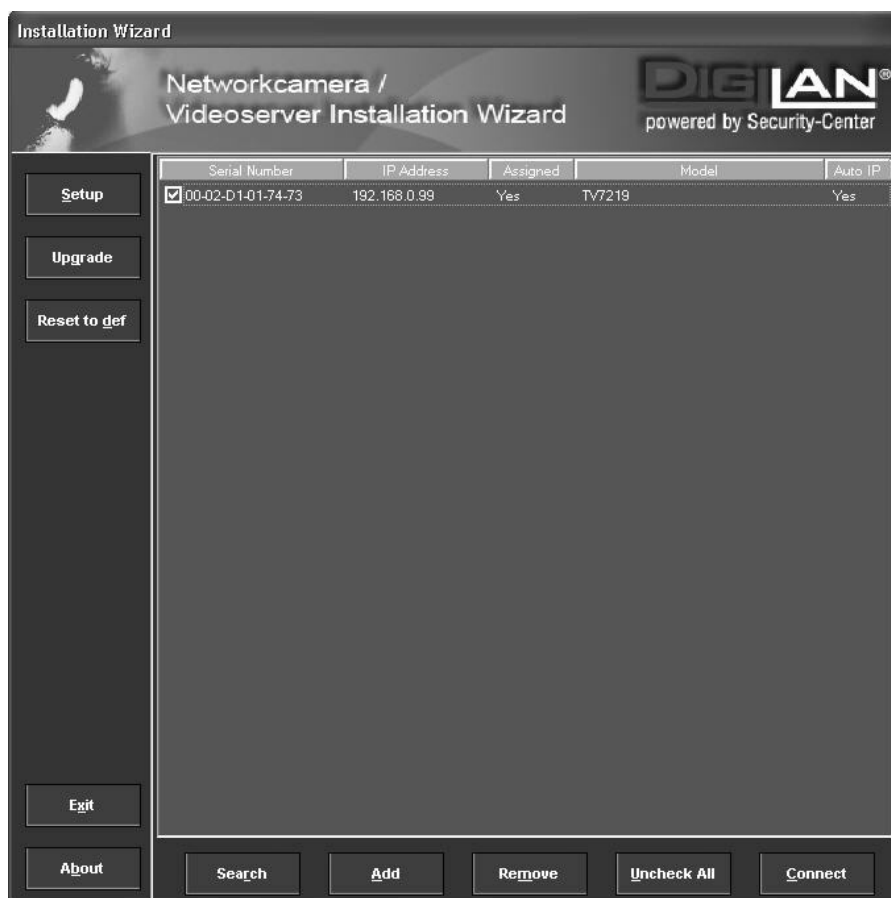 Installation Wizard
Networkcamera /
Videoserver Installation Wizard
DIGILAN®
powered by Security-Center
Serial Number IP Address Assigned Model Auto IP
00-02-D1-01-74-73 192.168.0.99 Yes TV7219 Yes
Setup
Upgrade
Reset to def
Exit
About
Search Add Remove Uncheck All Connect